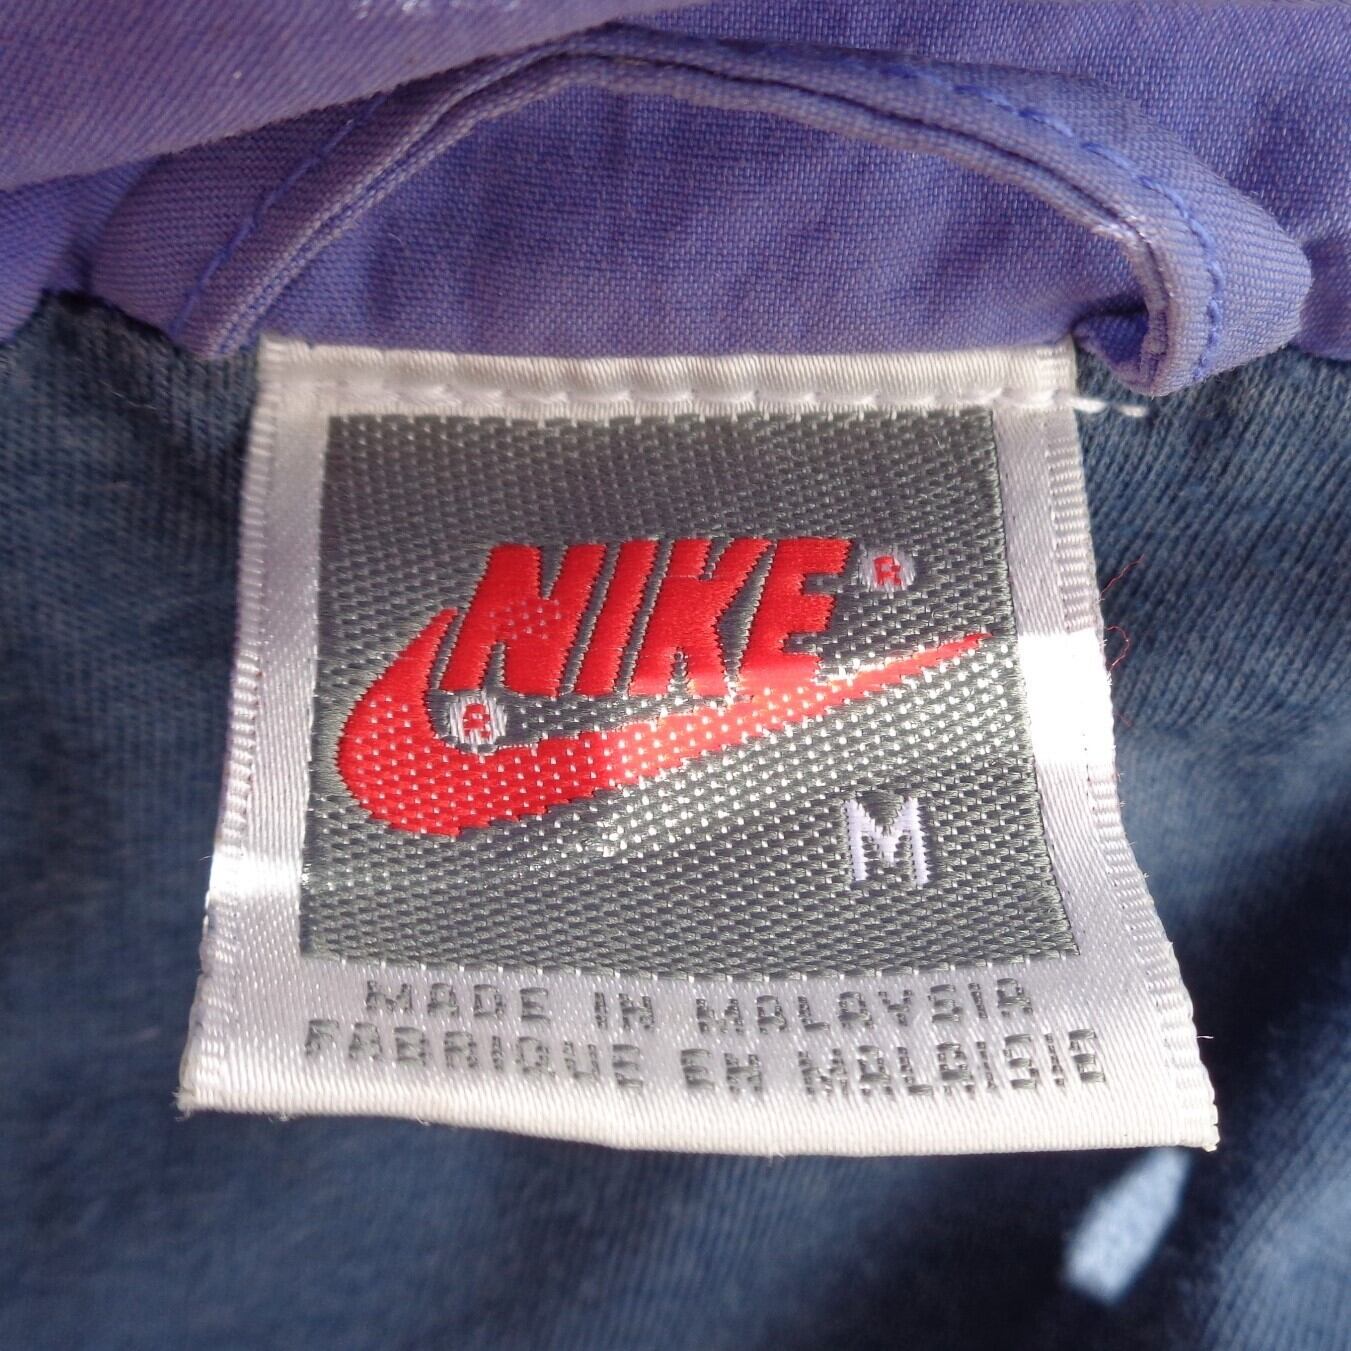 NIKE ®
®
M
MADE IN MALAYSIA
FABRIQUE EN MALAISIE